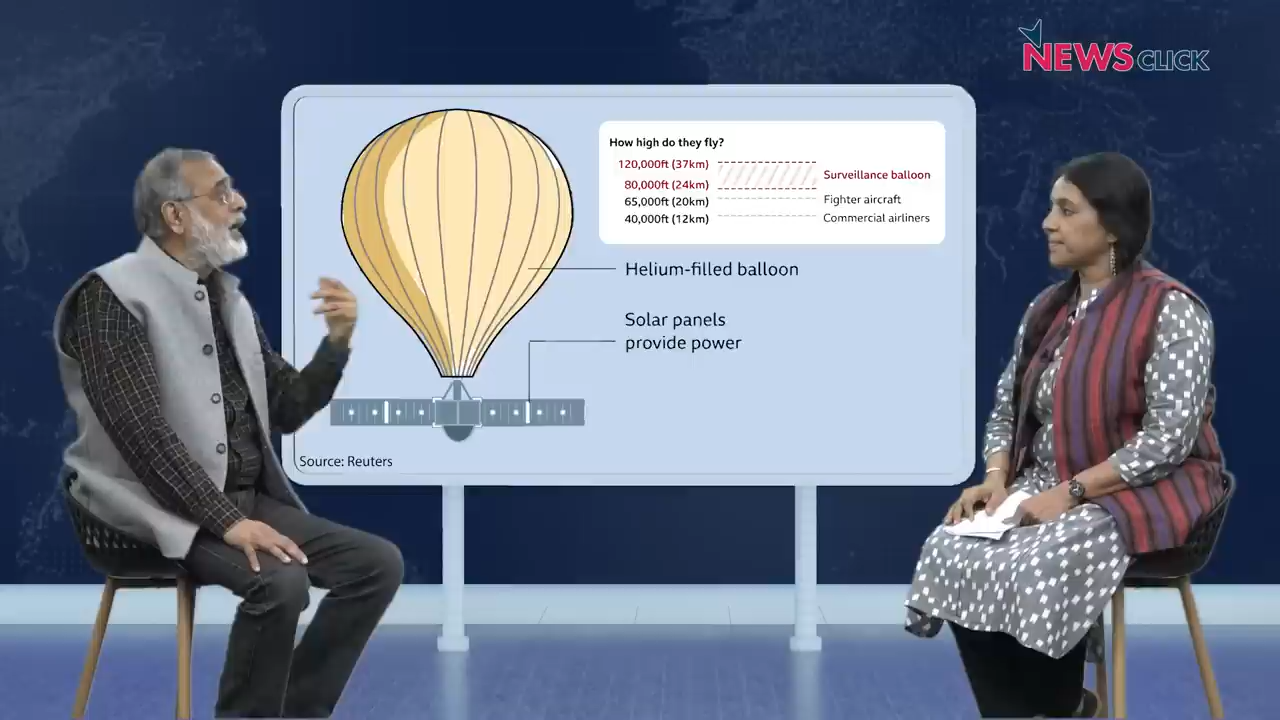 NEWSCLICK
How high do they fly?
120,000ft (37km)
80,000ft (24km)
Surveillance balloon
65,000ft (20km)
Fighter aircraft
40,000ft (12km)
Commercial airliners
Helium-filled balloon
Solar panels
provide power
Source: Reuters